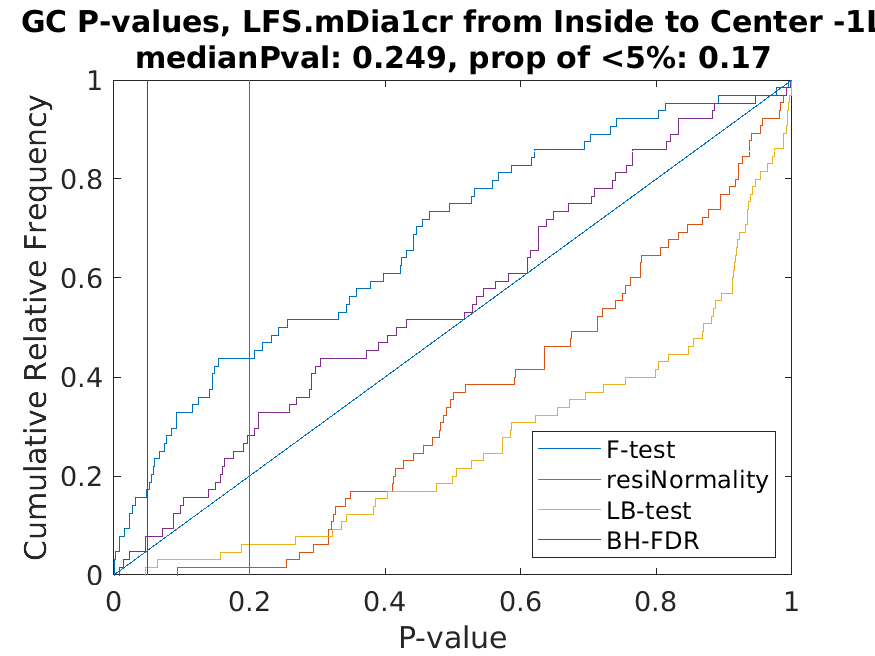 GC P-values, LFS.mDia1cr from Inside to Center -1L
medianPval: 0.249, prop of <5%: 0.17
Cumulative Relative Frequency
1
0.8
0.6
0.4
0.2
0
0 0.2 0.4 0.6 0.8 1
P-value
F-test
resiNormality
LB-test
BH-FDR